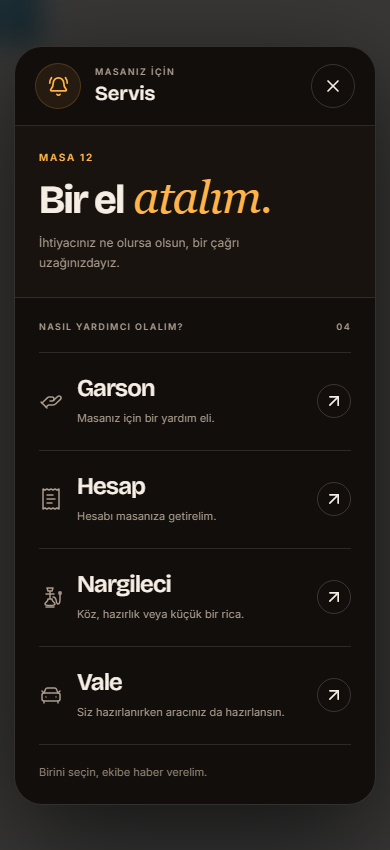 MASANIZ İÇİN
Servis
MASA 12
Bir el atalım.
İhtiyacınız ne olursa olsun, bir çağrı
uzağınızdayız.
NASIL YARDIMCI OLALIM? 04
Garson
Masanız için bir yardım eli.
Hesap
Hesabı masanıza getirelim.
Nargileci
Köz, hazırlık veya küçük bir rica.
Vale
Siz hazırlanırken aracınız da hazırlansın.
Birini seçin, ekibe haber verelim.